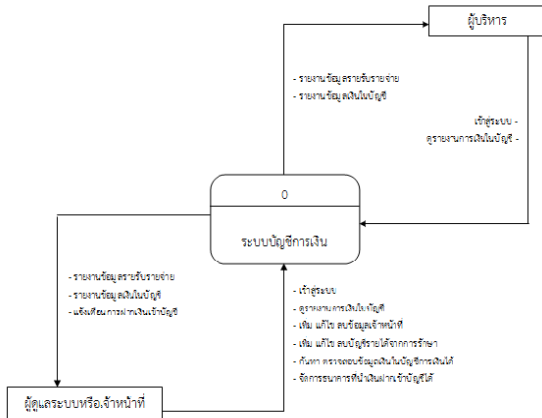 ผู้บริหาร
- รายงานข้อมูลรายรับรายจ่าย
- รายงานข้อมูลเงินในบัญชี
เข้าสู่ระบบ -
ดูรายงานการเงินในบัญชี -
0
ระบบบัญชีการเงิน
- รายงานข้อมูลรายรับรายจ่าย
- รายงานข้อมูลเงินในบัญชี
- แจ้งเตือนการฝากเงินเข้าบัญชี
- เข้าสู่ระบบ
- ดูรายงานการเงินในบัญชี
- เพิ่ม แก้ไข ลบข้อมูลเจ้าหน้าที่
- เพิ่ม แก้ไข ลบบัญชีรายได้จากการรักษา
- ค้นหา ตรวจสอบข้อมูลเงินในบัญชีการเงินได้
- จัดการธนาคารที่นำเงินฝากเข้าบัญชีได้
ผู้ดูแลระบบหรือเจ้าหน้าที่